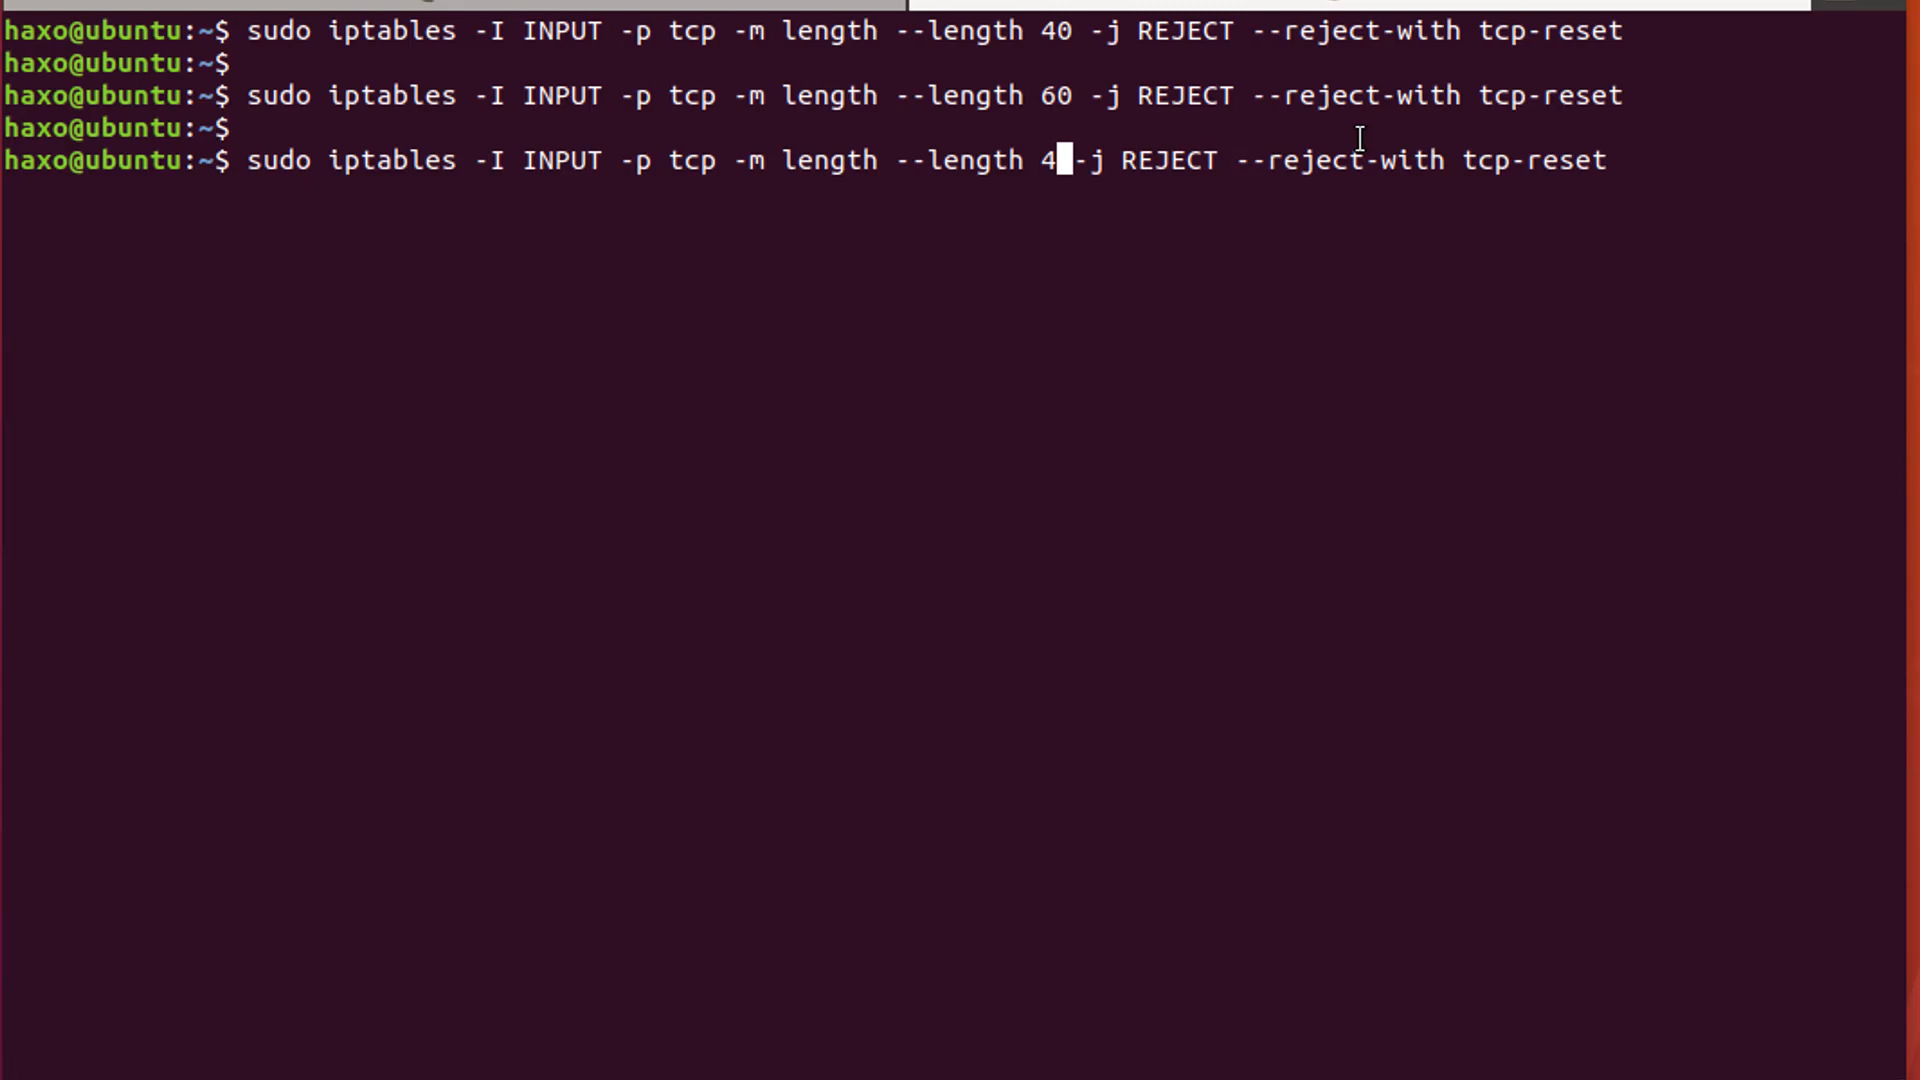 haxo@ubuntu:~$ sudo iptables -I INPUT -p tcp -m length --length 40 -j REJECT --reject-with tcp-reset
haxo@ubuntu:~$
haxo@ubuntu:~$ sudo iptables -I INPUT -p tcp -m length --length 60 -j REJECT --reject-with tcp-reset
haxo@ubuntu:~$
haxo@ubuntu:~$ sudo iptables -I INPUT -p tcp -m length --length 4 -j REJECT --reject-with tcp-reset